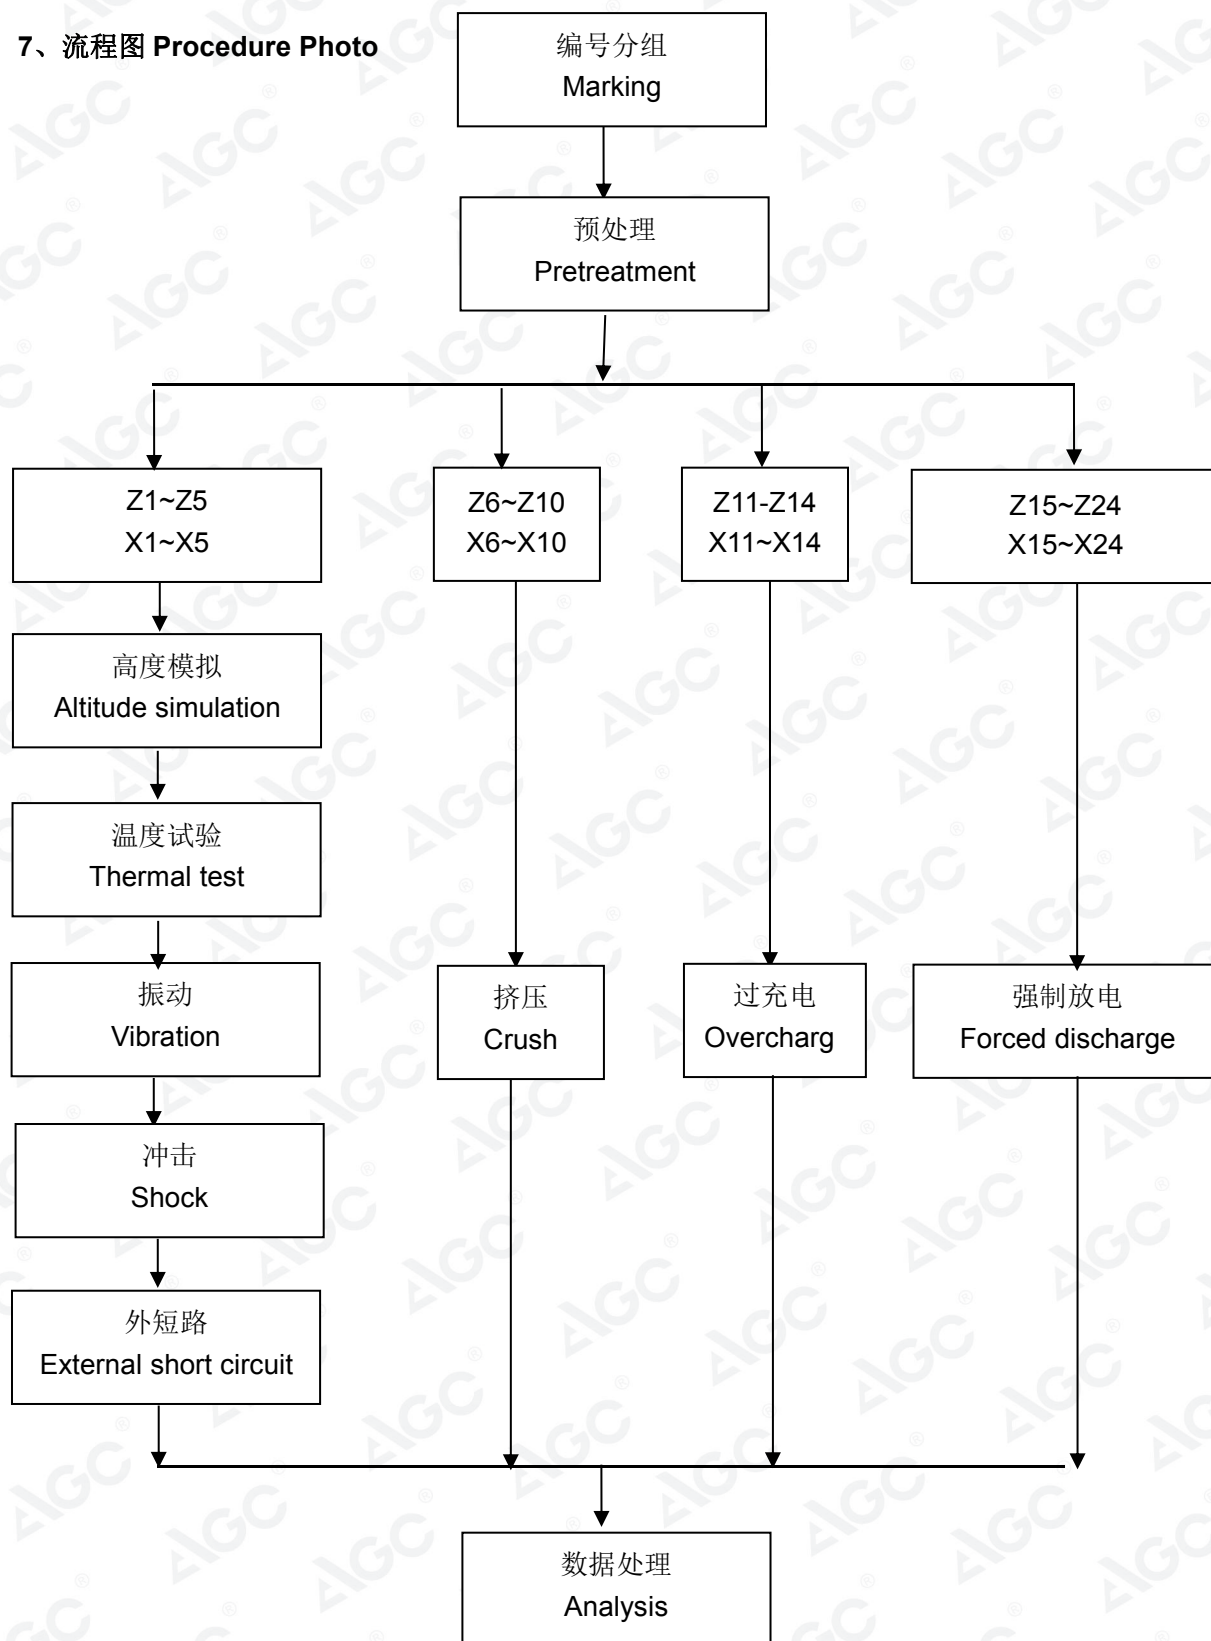 7、流程图 Procedure Photo
编号分组
Marking
预处理
Pretreatment
Z1~Z5
X1~X5
Z6~Z10
X6~X10
Z11-Z14
X11~X14
Z15~Z24
X15~X24
高度模拟
Altitude simulation
温度试验
Thermal test
振动
Vibration
挤压
Crush
过充电
Overcharg
强制放电
Forced discharge
冲击
Shock
外短路
External short circuit
数据处理
Analysis